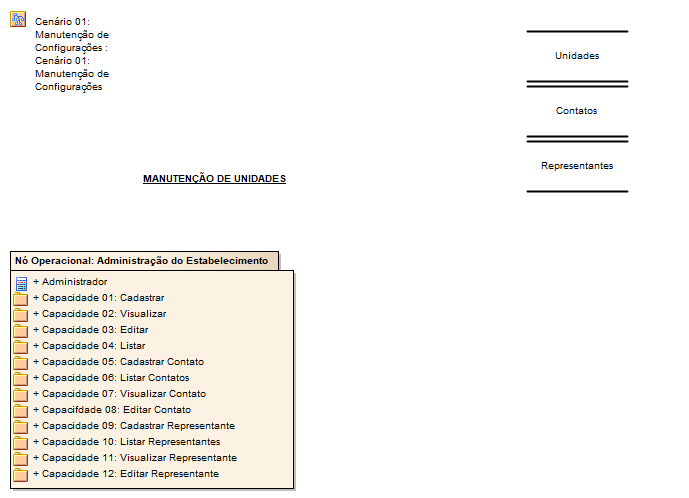 Cenário 01:
Manutenção de
Configurações :
Cenário 01:
Manutenção de
Configurações
Unidades
Contatos
Representantes
MANUTENÇÃO DE UNIDADES
Nó Operacional: Administração do Estabelecimento
+ Administrador
+ Capacidade 01: Cadastrar
+ Capacidade 02: Visualizar
+ Capacidade 03: Editar
+ Capacidade 04: Listar
+ Capacidade 05: Cadastrar Contato
+ Capacidade 06: Listar Contatos
+ Capacidade 07: Visualizar Contato
+ Capacifdade 08: Editar Contato
+ Capacidade 09: Cadastrar Representante
+ Capacidade 10: Listar Representantes
+ Capacidade 11: Visualizar Representante
+ Capacidade 12: Editar Representante